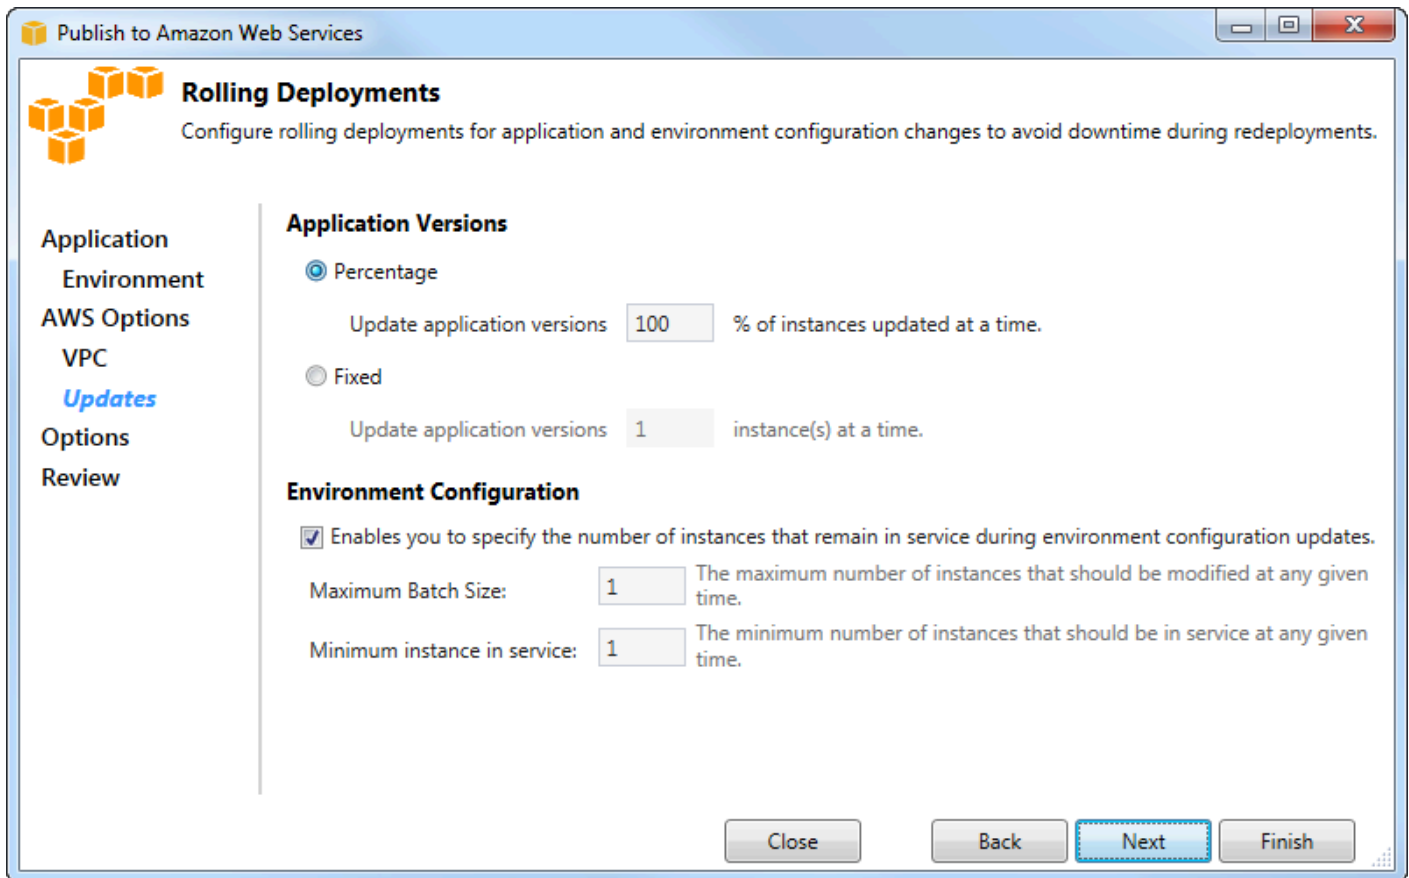 Publish to Amazon Web Services
Rolling Deployments
Configure rolling deployments for application and environment configuration changes to avoid downtime during redeployments.
Application
Environment
AWS Options
VPC
Updates
Options
Review
Application Versions
Percentage
Update application versions 100 % of instances updated at a time.
Fixed
Update application versions 1 instance(s) at a time.
Environment Configuration
Enables you to specify the number of instances that remain in service during environment configuration updates.
Maximum Batch Size: 1 The maximum number of instances that should be modified at any given
time.
Minimum instance in service: 1 The minimum number of instances that should be in service at any given
time.
Close Back Next Finish